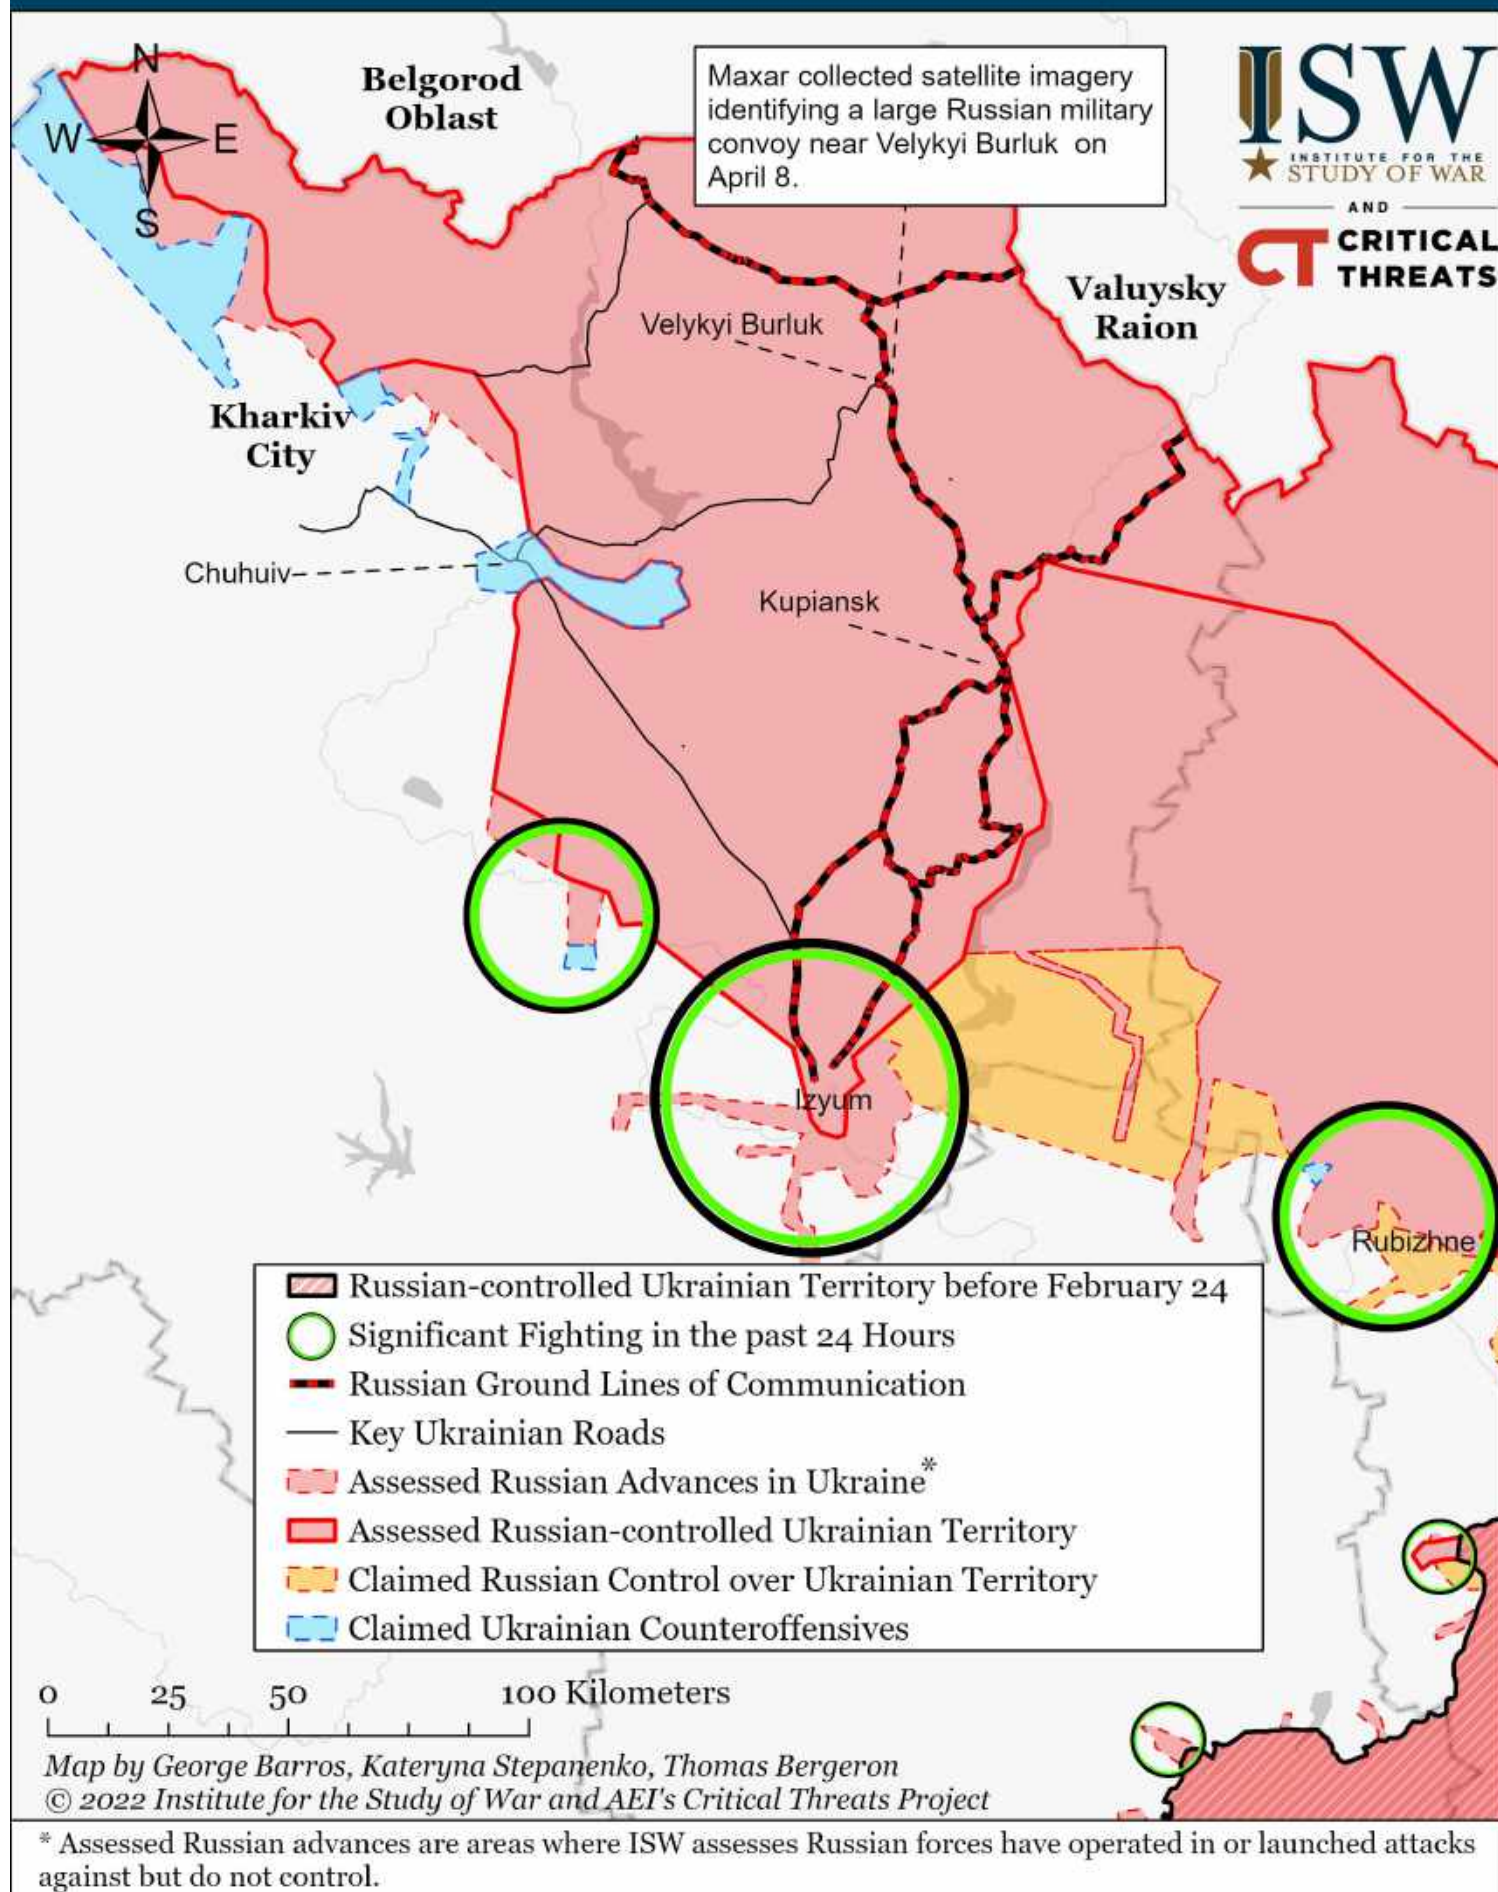 N
W
E
S
Belgorod
Oblast
Maxar collected satellite imagery
identifying a large Russian military
convoy near Velykyi Burluk on
April 8.
ISW
INSTITUTE FOR THE
STUDY OF WAR
AND
CT CRITICAL
THREATS
Valuysky
Raion
Velykyi Burluk
Kharkiv
City
Chuhuiv
Kupiansk
Izyum
Rubizhne
Russian-controlled Ukrainian Territory before February 24
Significant Fighting in the past 24 Hours
Russian Ground Lines of Communication
Key Ukrainian Roads
Assessed Russian Advances in Ukraine*
Assessed Russian-controlled Ukrainian Territory
Claimed Russian Control over Ukrainian Territory
Claimed Ukrainian Counteroffensives
0 25 50 100 Kilometers
Map by George Barros, Kateryna Stepanenko, Thomas Bergeron
© 2022 Institute for the Study of War and AEI's Critical Threats Project
* Assessed Russian advances are areas where ISW assesses Russian forces have operated in or launched attacks
against but do not control.